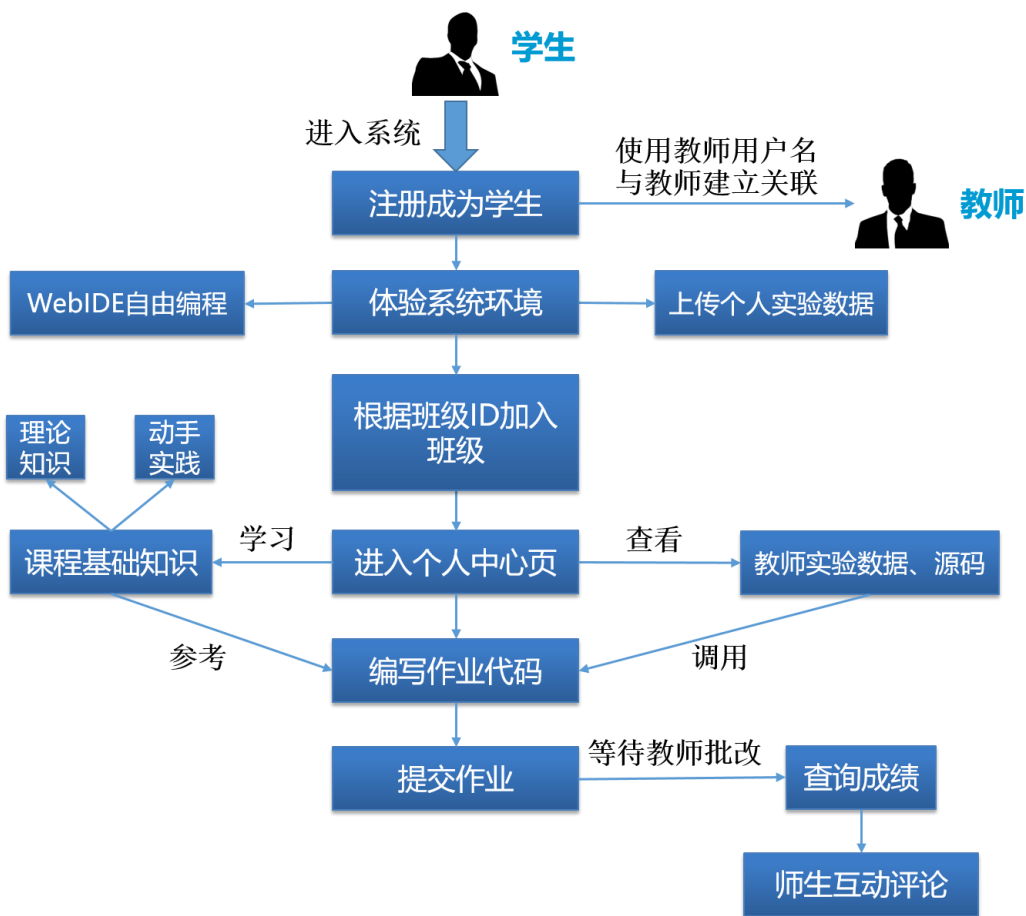 学生
进入系统
使用教师用户名
与教师建立关联
教师
注册成为学生
WebIDE自由编程
体验系统环境
上传个人实验数据
根据班级ID加入
班级
理论
知识
动手
实践
课程基础知识
学习
进入个人中心页
查看
教师实验数据、源码
参考
编写作业代码
调用
提交作业
等待教师批改
查询成绩
师生互动评论